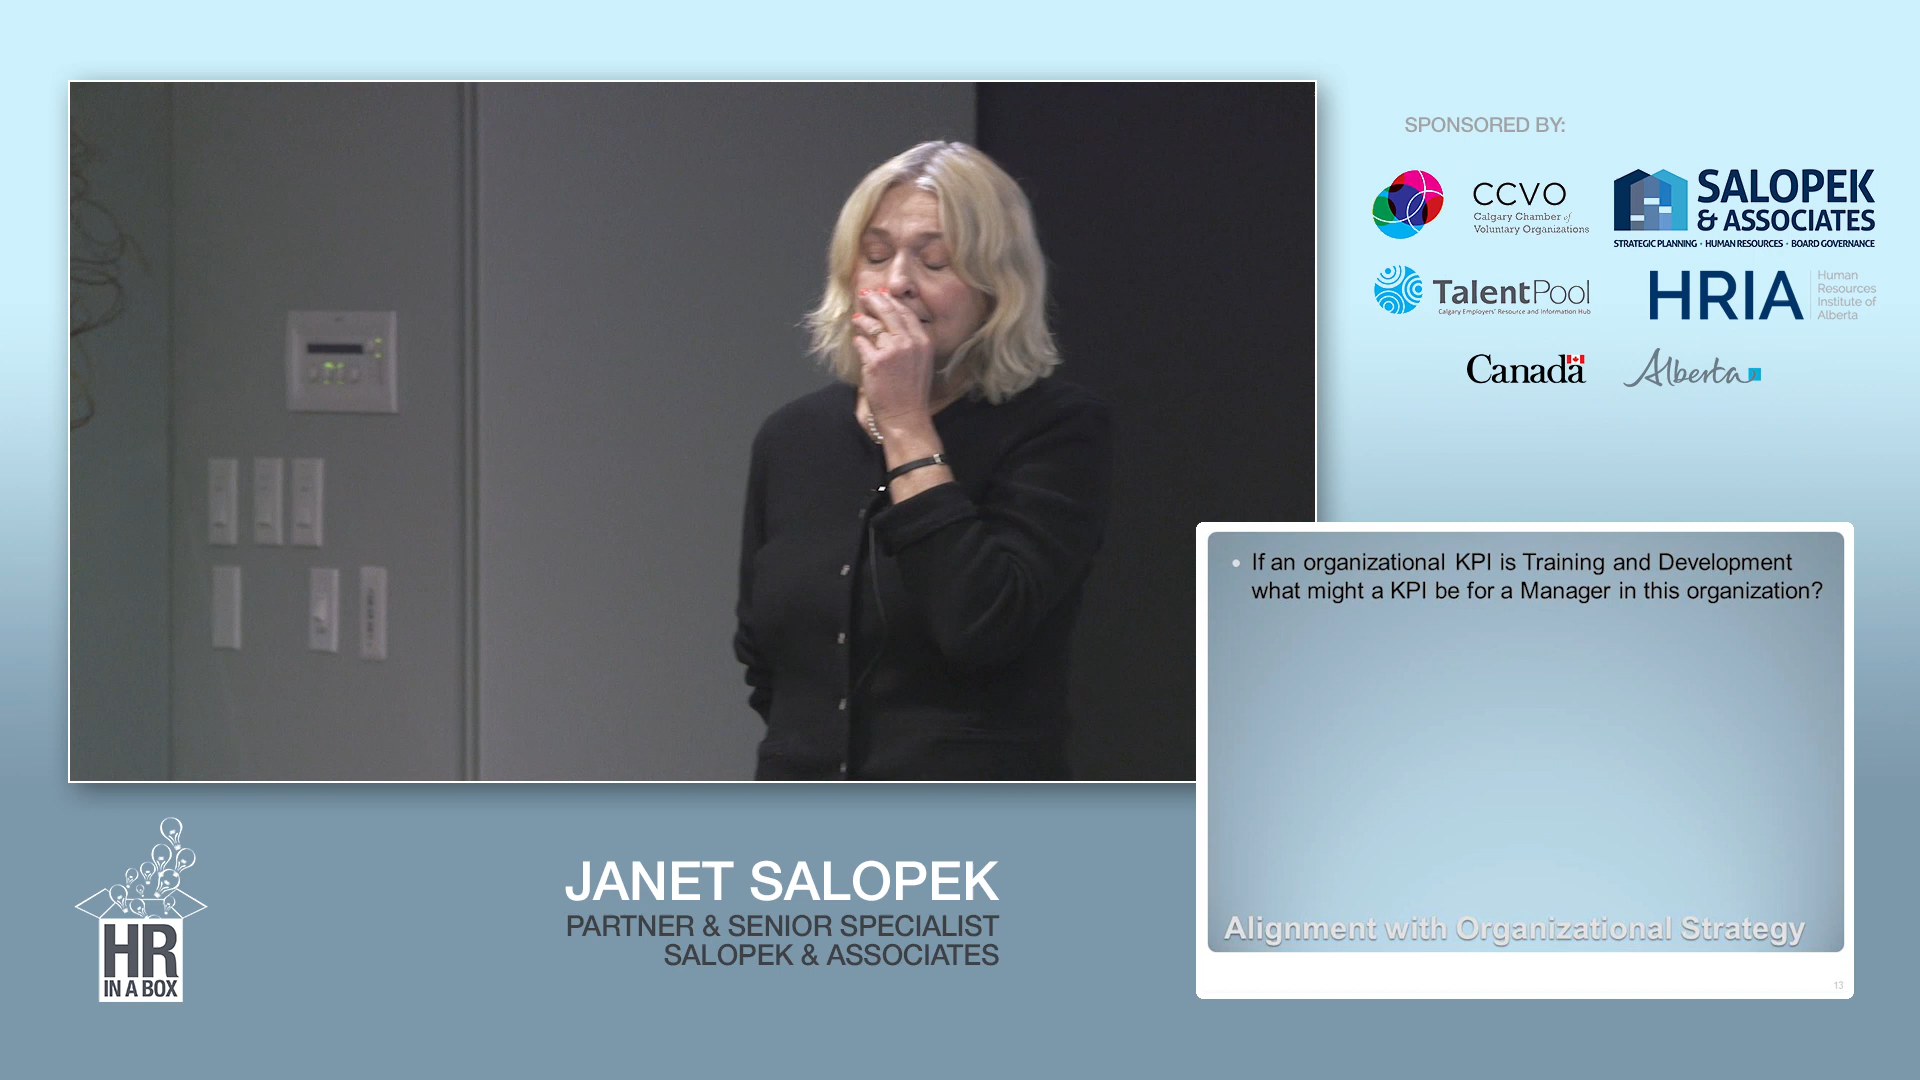 SPONSORED BY:
CCVO
Calgary Chamber of
Voluntary Organizations
SALOPEK
& ASSOCIATES
STRATEGIC PLANNING · HUMAN RESOURCES · BOARD GOVERNANCE
TalentPool
Calgary Employers' Resource and Information Hub
HRIA
Human
Resources
Institute of
Alberta
Canada
Alberta
• If an organizational KPI is Training and Development
what might a KPI be for a Manager in this organization?
Alignment with Organizational Strategy
13
JANET SALOPEK
PARTNER & SENIOR SPECIALIST
SALOPEK & ASSOCIATES
HR
IN A BOX